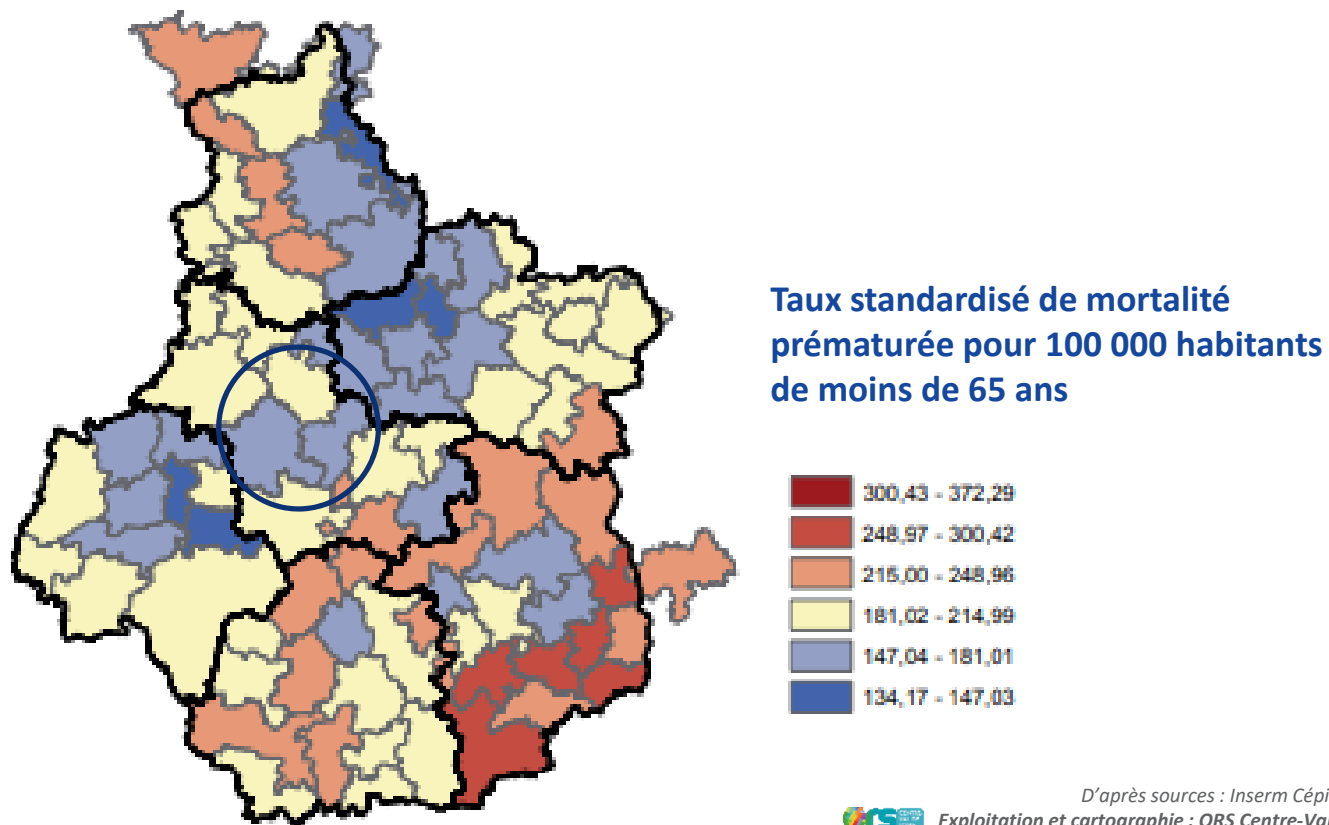 Taux standardisé de mortalité
prématurée pour 100 000 habitants
de moins de 65 ans
300,43 - 372,29
248,97 - 300,42
215,00 - 248,96
181,02 - 214,99
147,04 - 181,01
134,17 - 147,03
D'après sources : Inserm Cépi
Exploitation et cartographie : ORS Centre-Val